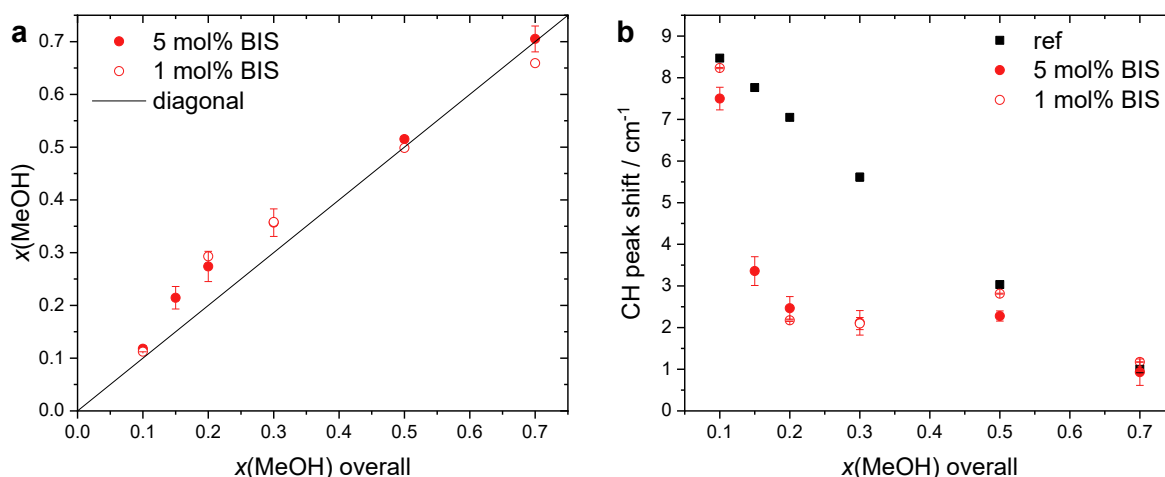 a
5 mol% BIS
1 mol% BIS
diagonal
0.7
0.6
0.5
0.4
0.3
0.2
0.1
0.0
x(MeOH)
0.0 0.1 0.2 0.3 0.4 0.5 0.6 0.7
x(MeOH) overall
b
ref
5 mol% BIS
1 mol% BIS
9
8
7
6
5
4
3
2
1
0
CH peak shift / cm⁻¹
0.1 0.2 0.3 0.4 0.5 0.6 0.7
x(MeOH) overall